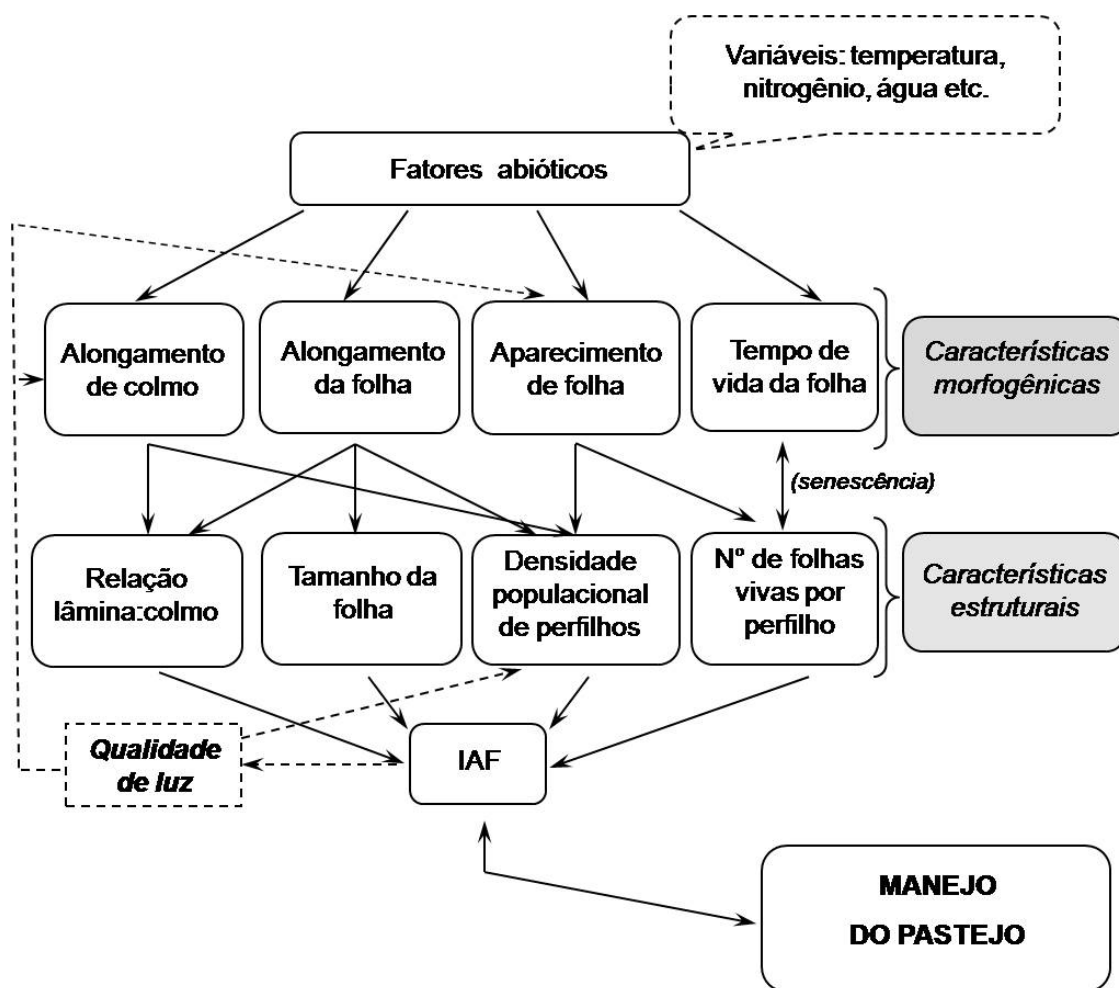 Variáveis: temperatura,
nitrogênio, água etc.
Fatores abióticos
Alongamento
de colmo
Alongamento
da folha
Aparecimento
de folha
Tempo de
vida da folha
Características
morfogênicas
(senescência)
Relação
lâmina:colmo
Tamanho da
folha
Densidade
populacional
de perfilhos
Nº de folhas
vivas por
perfilho
Características
estruturais
Qualidade
de luz
IAF
MANEJO
DO PASTEJO